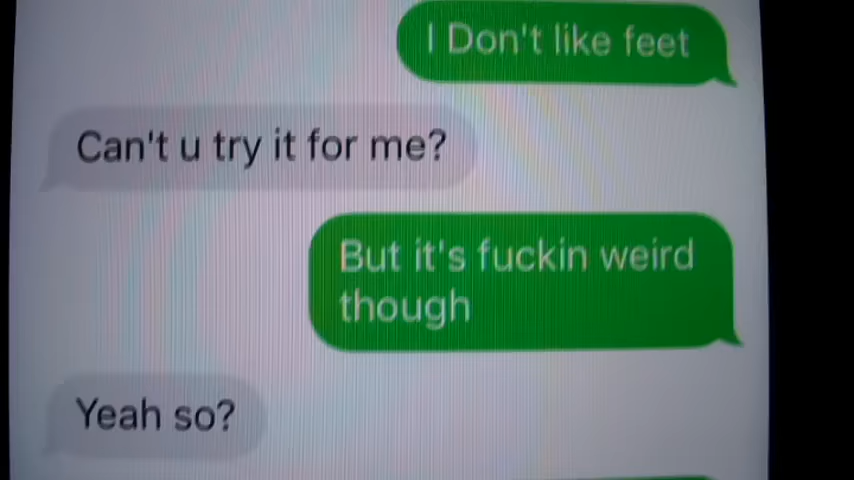 I Don't like feet
Can't u try it for me?
But it's fuckin weird
though
Yeah so?